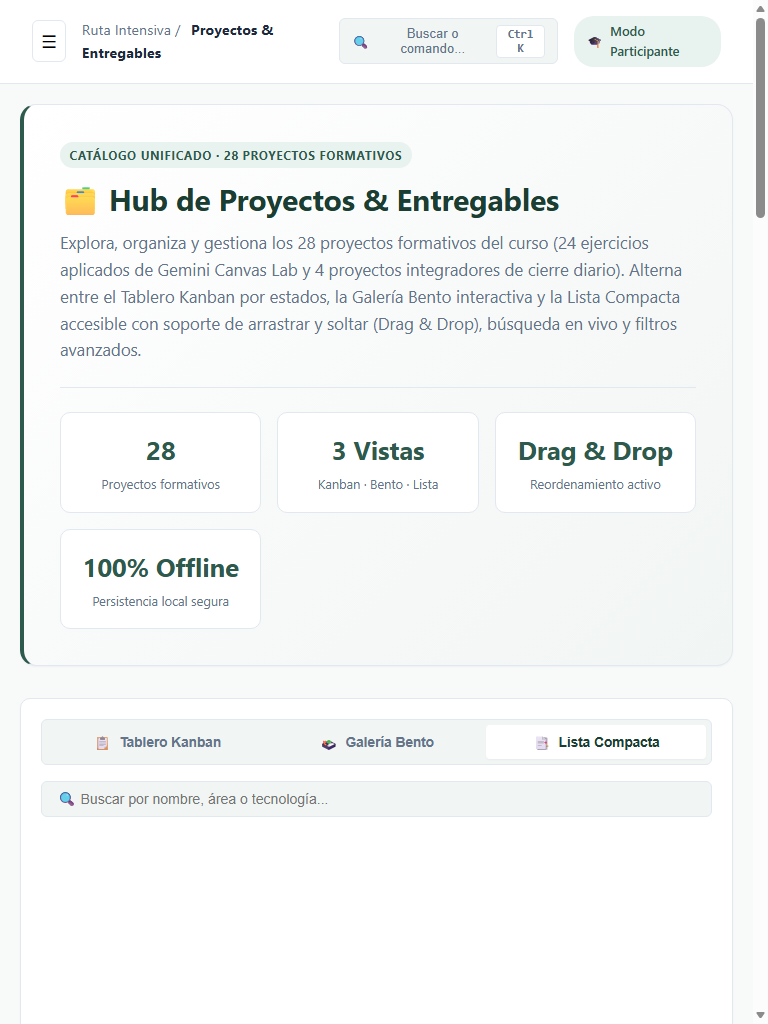 ☰
Ruta Intensiva / Proyectos &
Entregables
Buscar o
comando...
Ctrl
K
Modo
Participante
CATÁLOGO UNIFICADO · 28 PROYECTOS FORMATIVOS
Hub de Proyectos & Entregables
Explora, organiza y gestiona los 28 proyectos formativos del curso (24 ejercicios
aplicados de Gemini Canvas Lab y 4 proyectos integradores de cierre diario). Alterna
entre el Tablero Kanban por estados, la Galería Bento interactiva y la Lista Compacta
accesible con soporte de arrastrar y soltar (Drag & Drop), búsqueda en vivo y filtros
avanzados.
28
Proyectos formativos
3 Vistas
Kanban · Bento · Lista
Drag & Drop
Reordenamiento activo
100% Offline
Persistencia local segura
Tablero Kanban
Galería Bento
Lista Compacta
Buscar por nombre, área o tecnología...